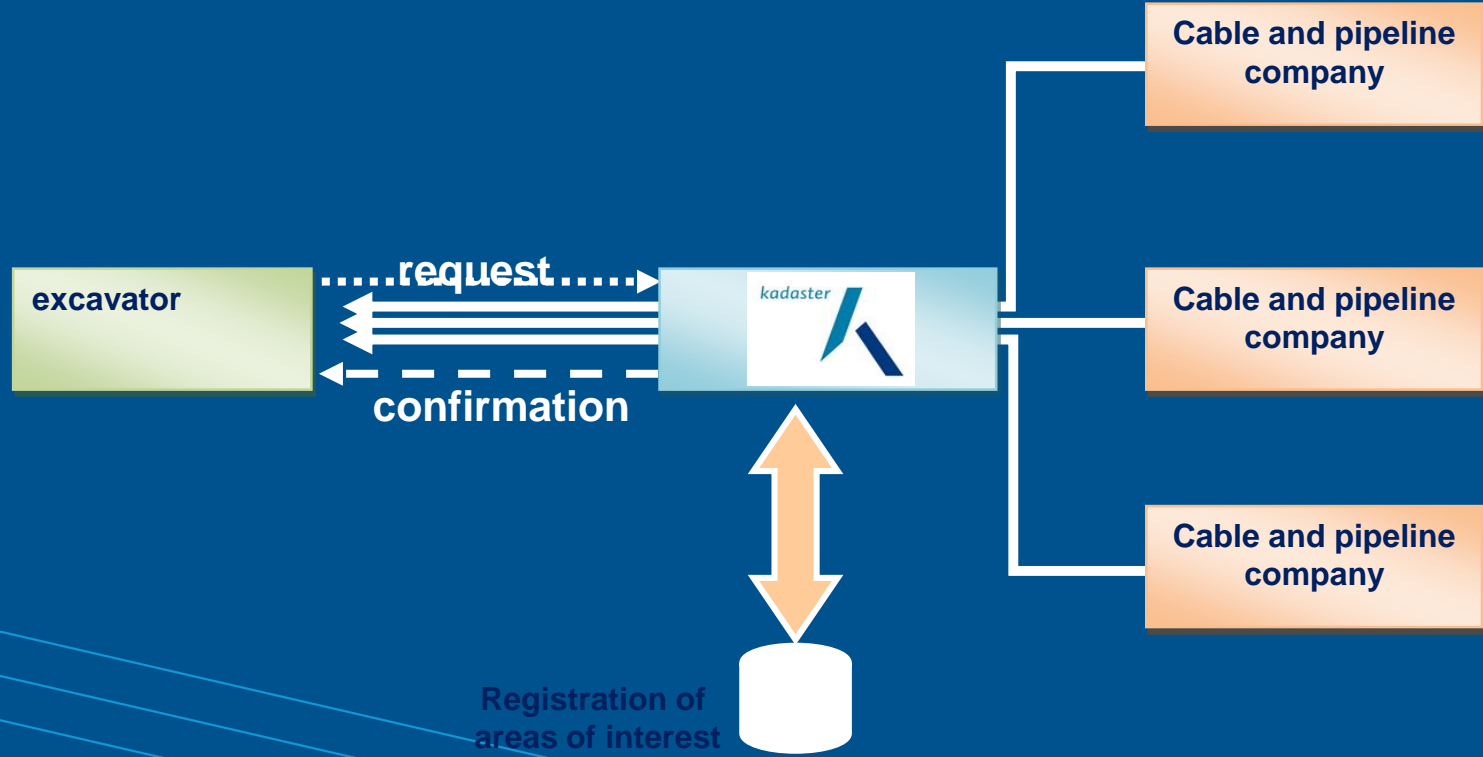 Cable and pipeline
company
request
excavator
kadaster
Cable and pipeline
company
confirmation
Cable and pipeline
company
Registration of
areas of interest